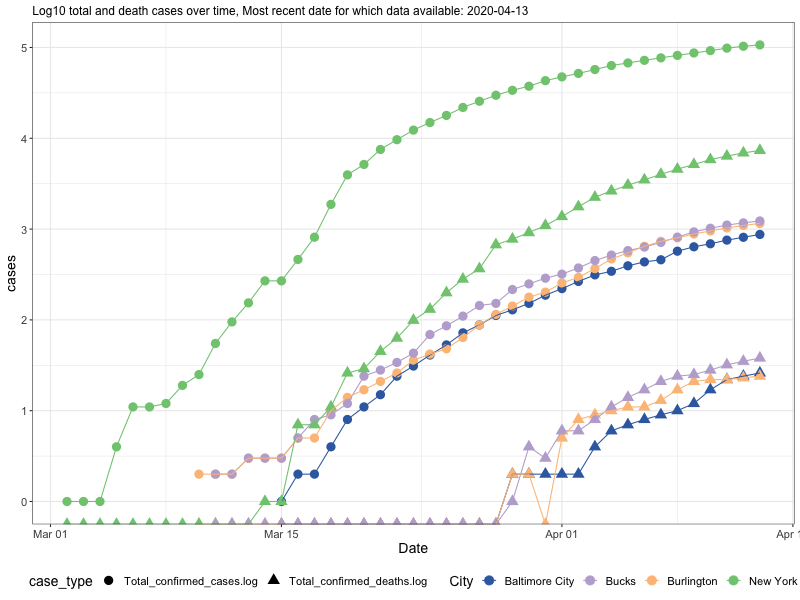 Log10 total and death cases over time, Most recent date for which data available: 2020-04-13
5
4
3
2
1
0
cases
Mar 01 Mar 15 Apr 01 Apr 1
Date
case_type Total_confirmed_cases.log Total_confirmed_deaths.log City Baltimore City Bucks Burlington New York